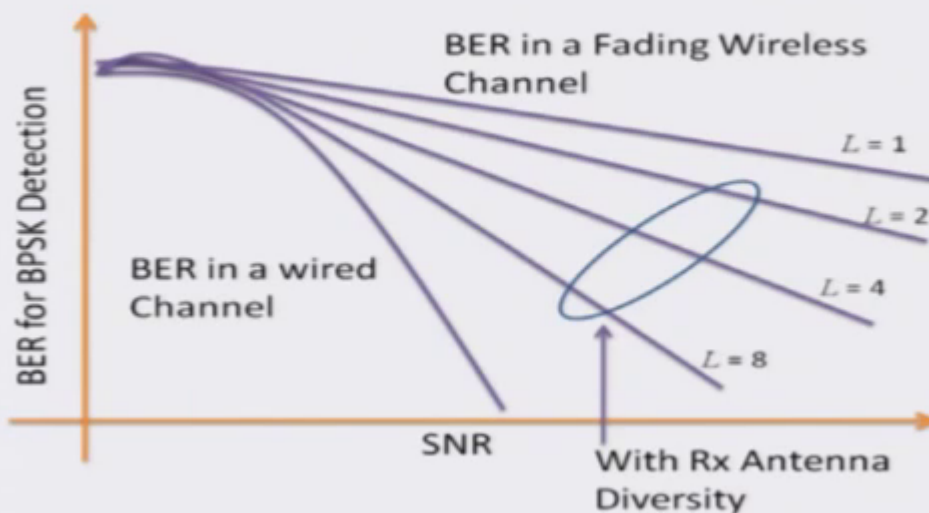 BER in a Fading Wireless
Channel
BER for BPSK Detection
L = 1
L = 2
BER in a wired
Channel
L = 4
L = 8
SNR
With Rx Antenna
Diversity